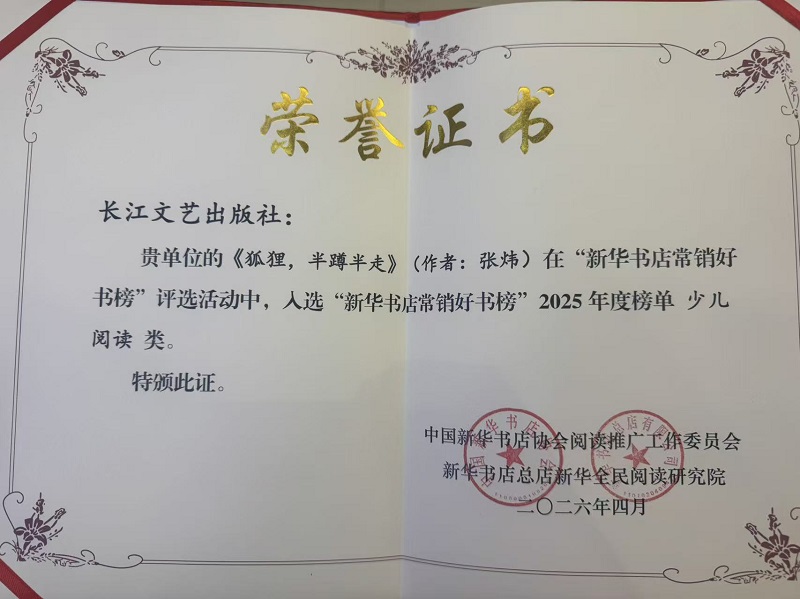 荣誉证书
长江文艺出版社：
贵单位的《狐狸，半蹲半走》（作者：张炜）在“新华书店常销好
书榜”评选活动中，入选“新华书店常销好书榜”2025 年度榜单 少儿
阅读 类。
特颁此证。
中国新华书店协会阅读推广工作委员会
新华书店总店新华全民阅读研究院
二〇二六年四月